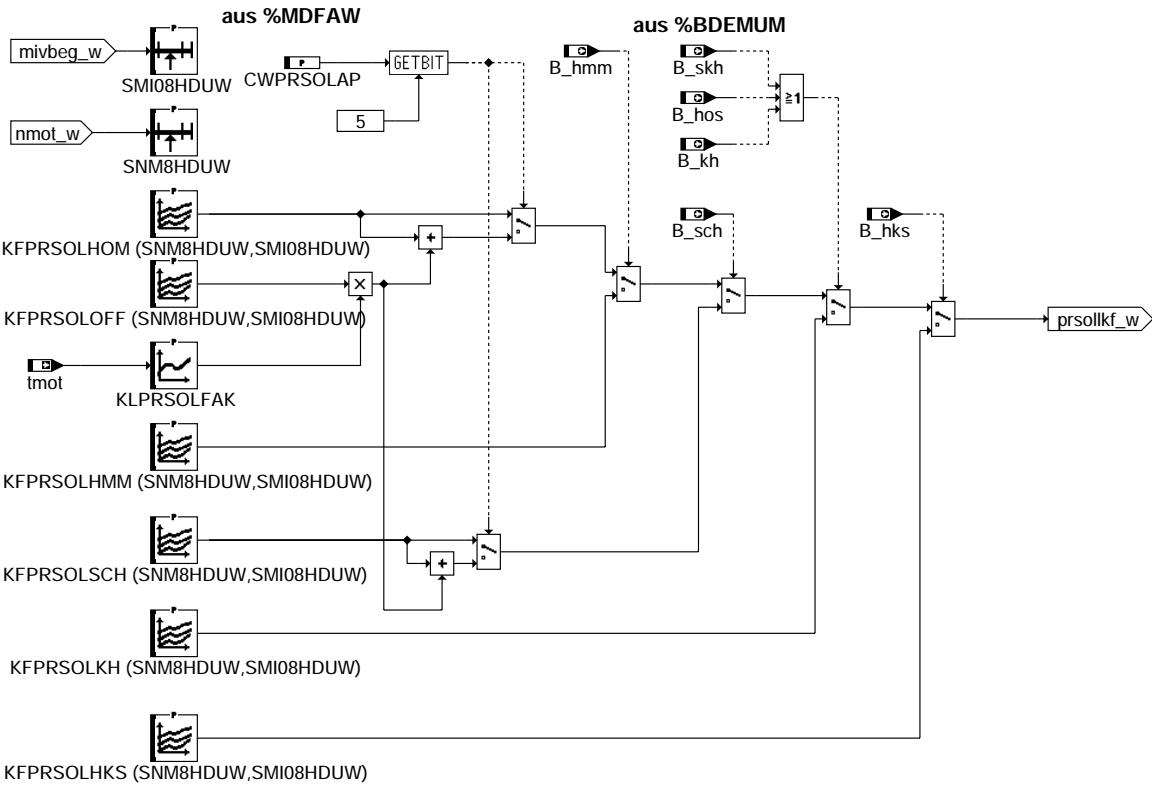 aus %MDFAW
aus %BDEMUM
mivbeg_w
P
SMI08HDUW
P
CWPRSOLAP
GETBIT
5
B_hmm
B_skh
B_hos
B_kh
≥1
nmot_w
P
SNM8HDUW
P
KFPRSOLHOM (SNM8HDUW,SMI08HDUW)
+
B_sch
B_hks
P
KFPRSOLOFF (SNM8HDUW,SMI08HDUW)
X
prsollkf_w
tmot
P
KLPRSOLFAK
P
KFPRSOLHMM (SNM8HDUW,SMI08HDUW)
P
KFPRSOLSCH (SNM8HDUW,SMI08HDUW)
+
P
KFPRSOLKH (SNM8HDUW,SMI08HDUW)
P
KFPRSOLHKS (SNM8HDUW,SMI08HDUW)